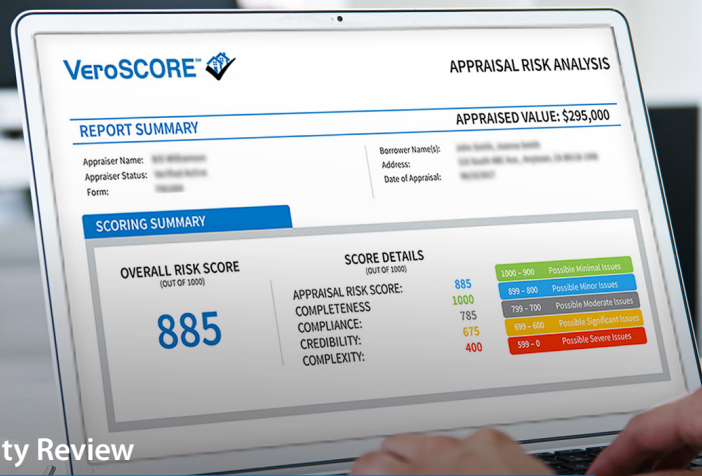 VeroSCORE™
APPRAISAL RISK ANALYSIS
REPORT SUMMARY
APPRAISED VALUE: $295,000
Appraiser Name:
Appraiser Status:
Form:
Borrower Name(s):
Address:
Date of Appraisal:
SCORING SUMMARY
OVERALL RISK SCORE
(OUT OF 1000)
885
SCORE DETAILS
(OUT OF 1000)
APPRAISAL RISK SCORE: 885
COMPLETENESS 1000
COMPLIANCE: 785
CREDIBILITY: 675
COMPLEXITY: 400
1000 – 900 Possible Minimal Issues
899 – 800 Possible Minor Issues
799 – 700 Possible Moderate Issues
699 – 600 Possible Significant Issues
599 – 0 Possible Severe Issues
ty Review